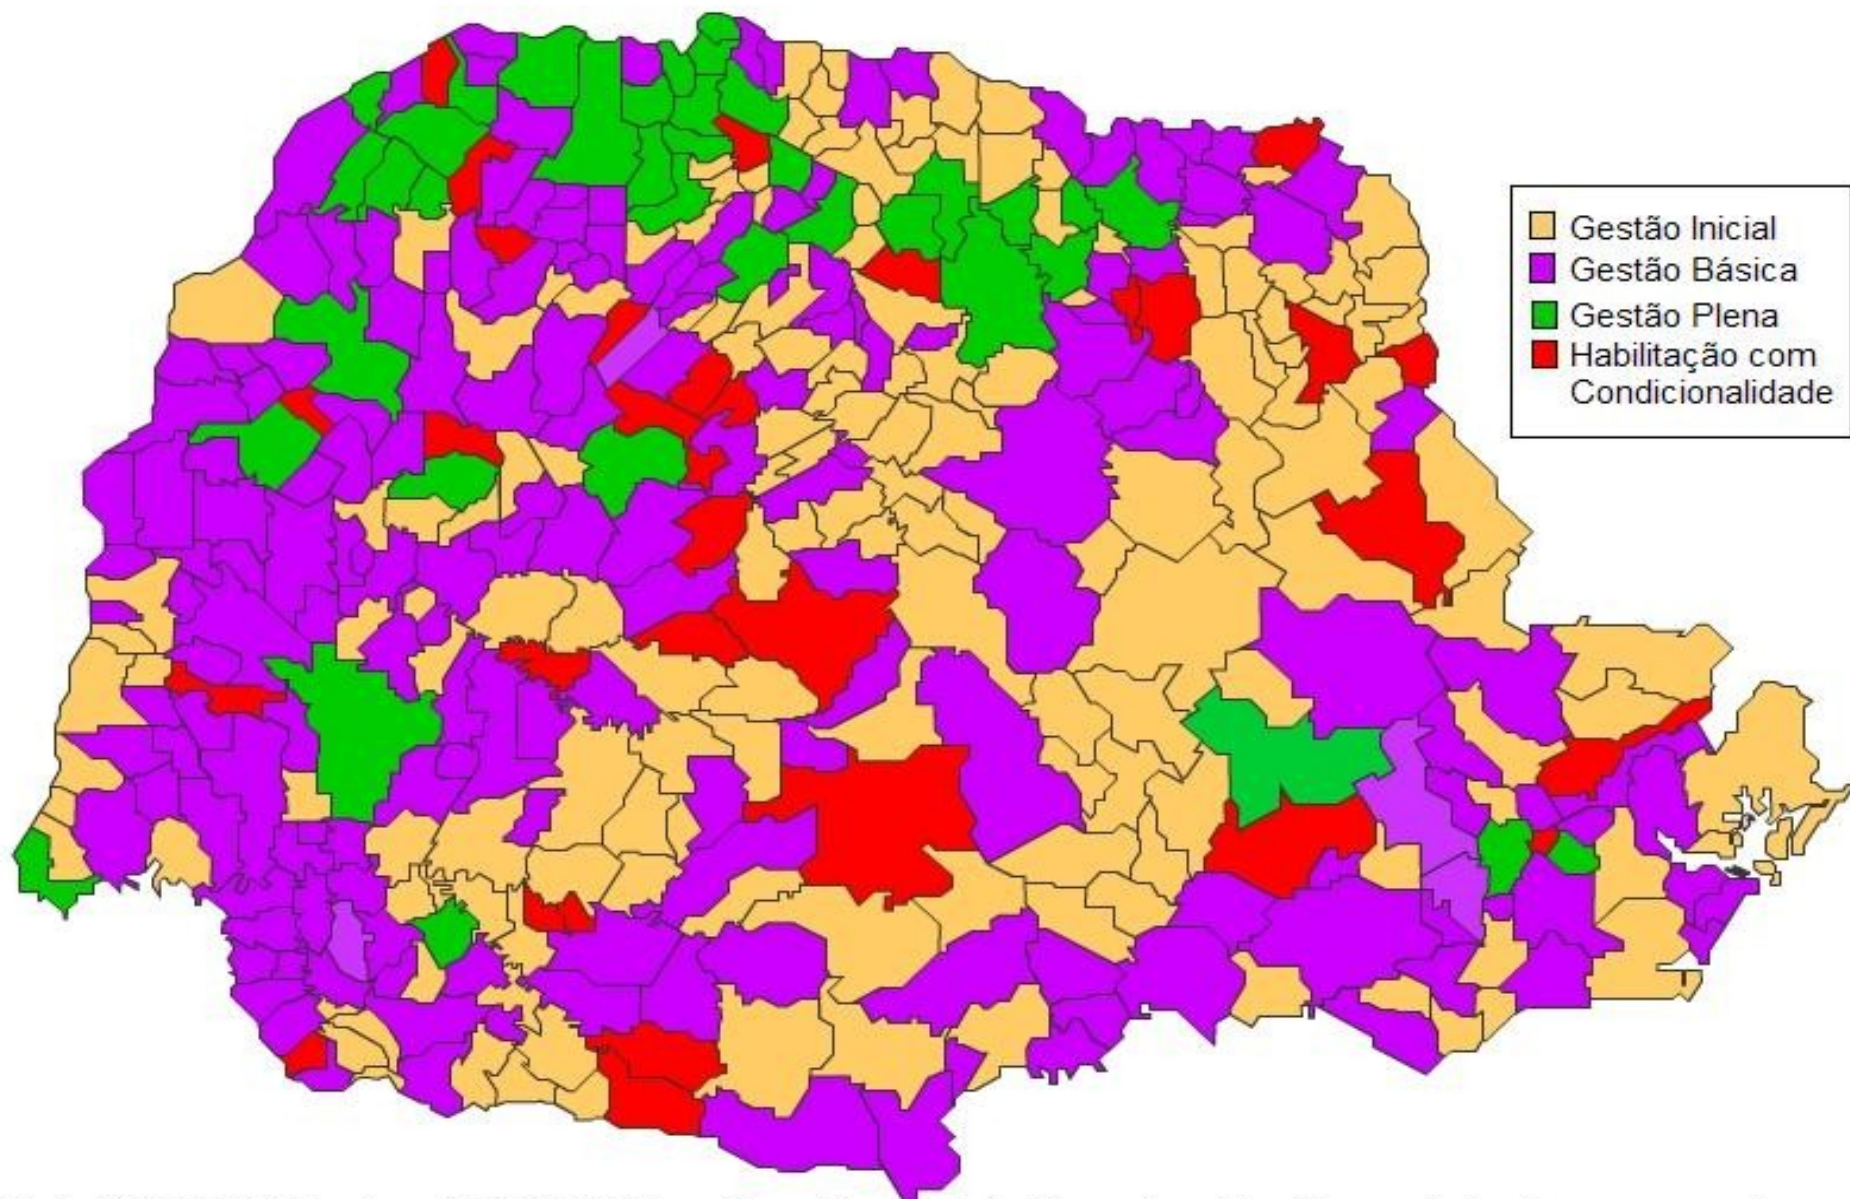 Gestão Inicial
Gestão Básica
Gestão Plena
Habilitação com
Condicionalidade